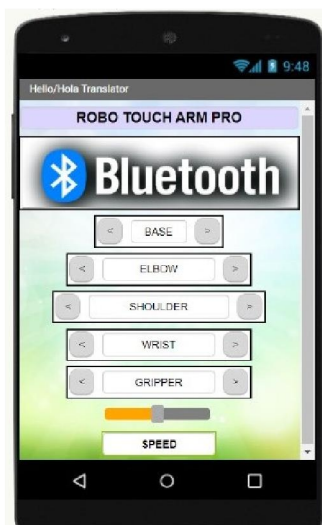 9:48
Hello/Hola Translator
ROBO TOUCH ARM PRO
Bluetooth
< BASE >
< ELBOW >
< SHOULDER >
< WRIST >
< GRIPPER >
SPEED